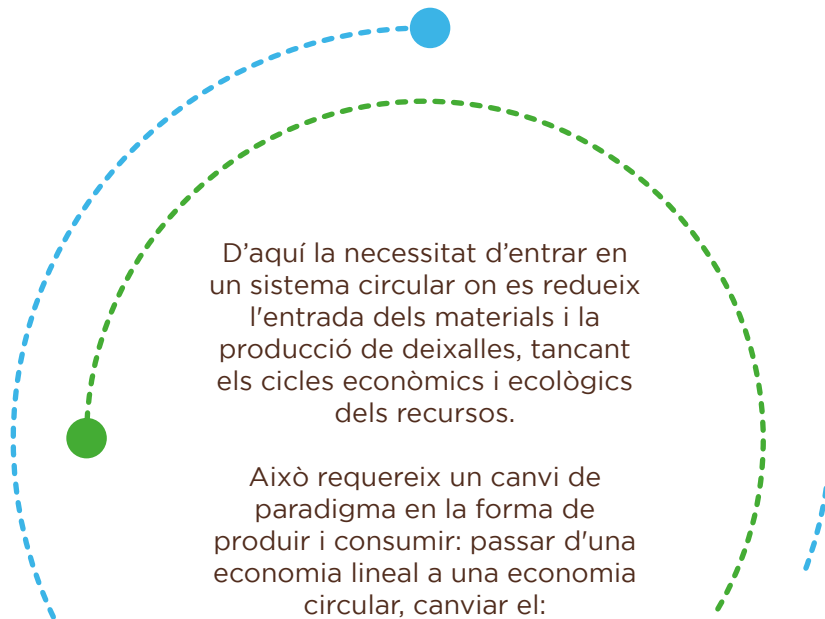 D’aquí la necessitat d’entrar en
un sistema circular on es redueix
l'entrada dels materials i la
producció de deixalles, tancant
els cicles econòmics i ecològics
dels recursos.
Això requereix un canvi de
paradigma en la forma de
produir i consumir: passar d'una
economia lineal a una economia
circular, canviar el: